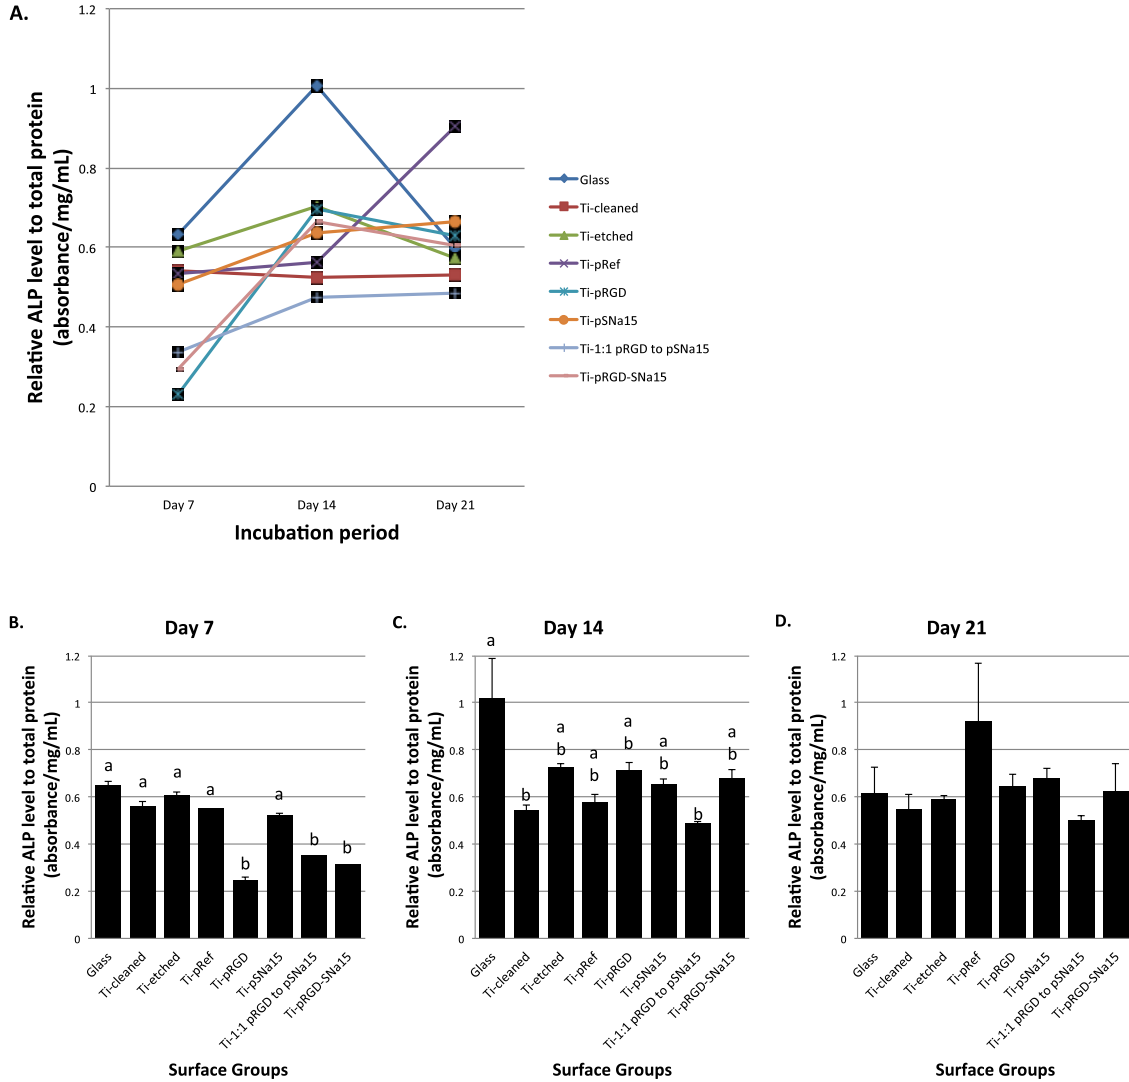 A.
Relative ALP level to total protein
(absorbance/mg/mL)
1.2
1
0.8
0.6
0.4
0.2
0
Day 7
Day 14
Day 21
Incubation period
Glass
Ti-cleaned
Ti-etched
Ti-pRef
Ti-pRGD
Ti-pSNa15
Ti-1:1 pRGD to pSNa15
Ti-pRGD-SNa15
B.
Day 7
Relative ALP level to total protein
(absorbance/mg/mL)
1.2
1
0.8
0.6
0.4
0.2
0
a
a
a
a
b
a
b
b
Glass
Ti-cleaned
Ti-etched
Ti-pRef
Ti-pRGD
Ti-pSNa15
Ti-1:1 pRGD to pSNa15
Ti-pRGD-SNa15
Surface Groups
C.
Day 14
Relative ALP level to total protein
(absorbance/mg/mL)
1.2
1
0.8
0.6
0.4
0.2
0
a
b
a
b
a
b
a
b
a
b
b
a
b
Glass
Ti-cleaned
Ti-etched
Ti-pRef
Ti-pRGD
Ti-pSNa15
Ti-1:1 pRGD to pSNa15
Ti-pRGD-SNa15
Surface Groups
D.
Day 21
Relative ALP level to total protein
(absorbance/mg/mL)
1.2
1
0.8
0.6
0.4
0.2
0
Glass
Ti-cleaned
Ti-etched
Ti-pRef
Ti-pRGD
Ti-pSNa15
Ti-1:1 pRGD to pSNa15
Ti-pRGD-SNa15
Surface Groups